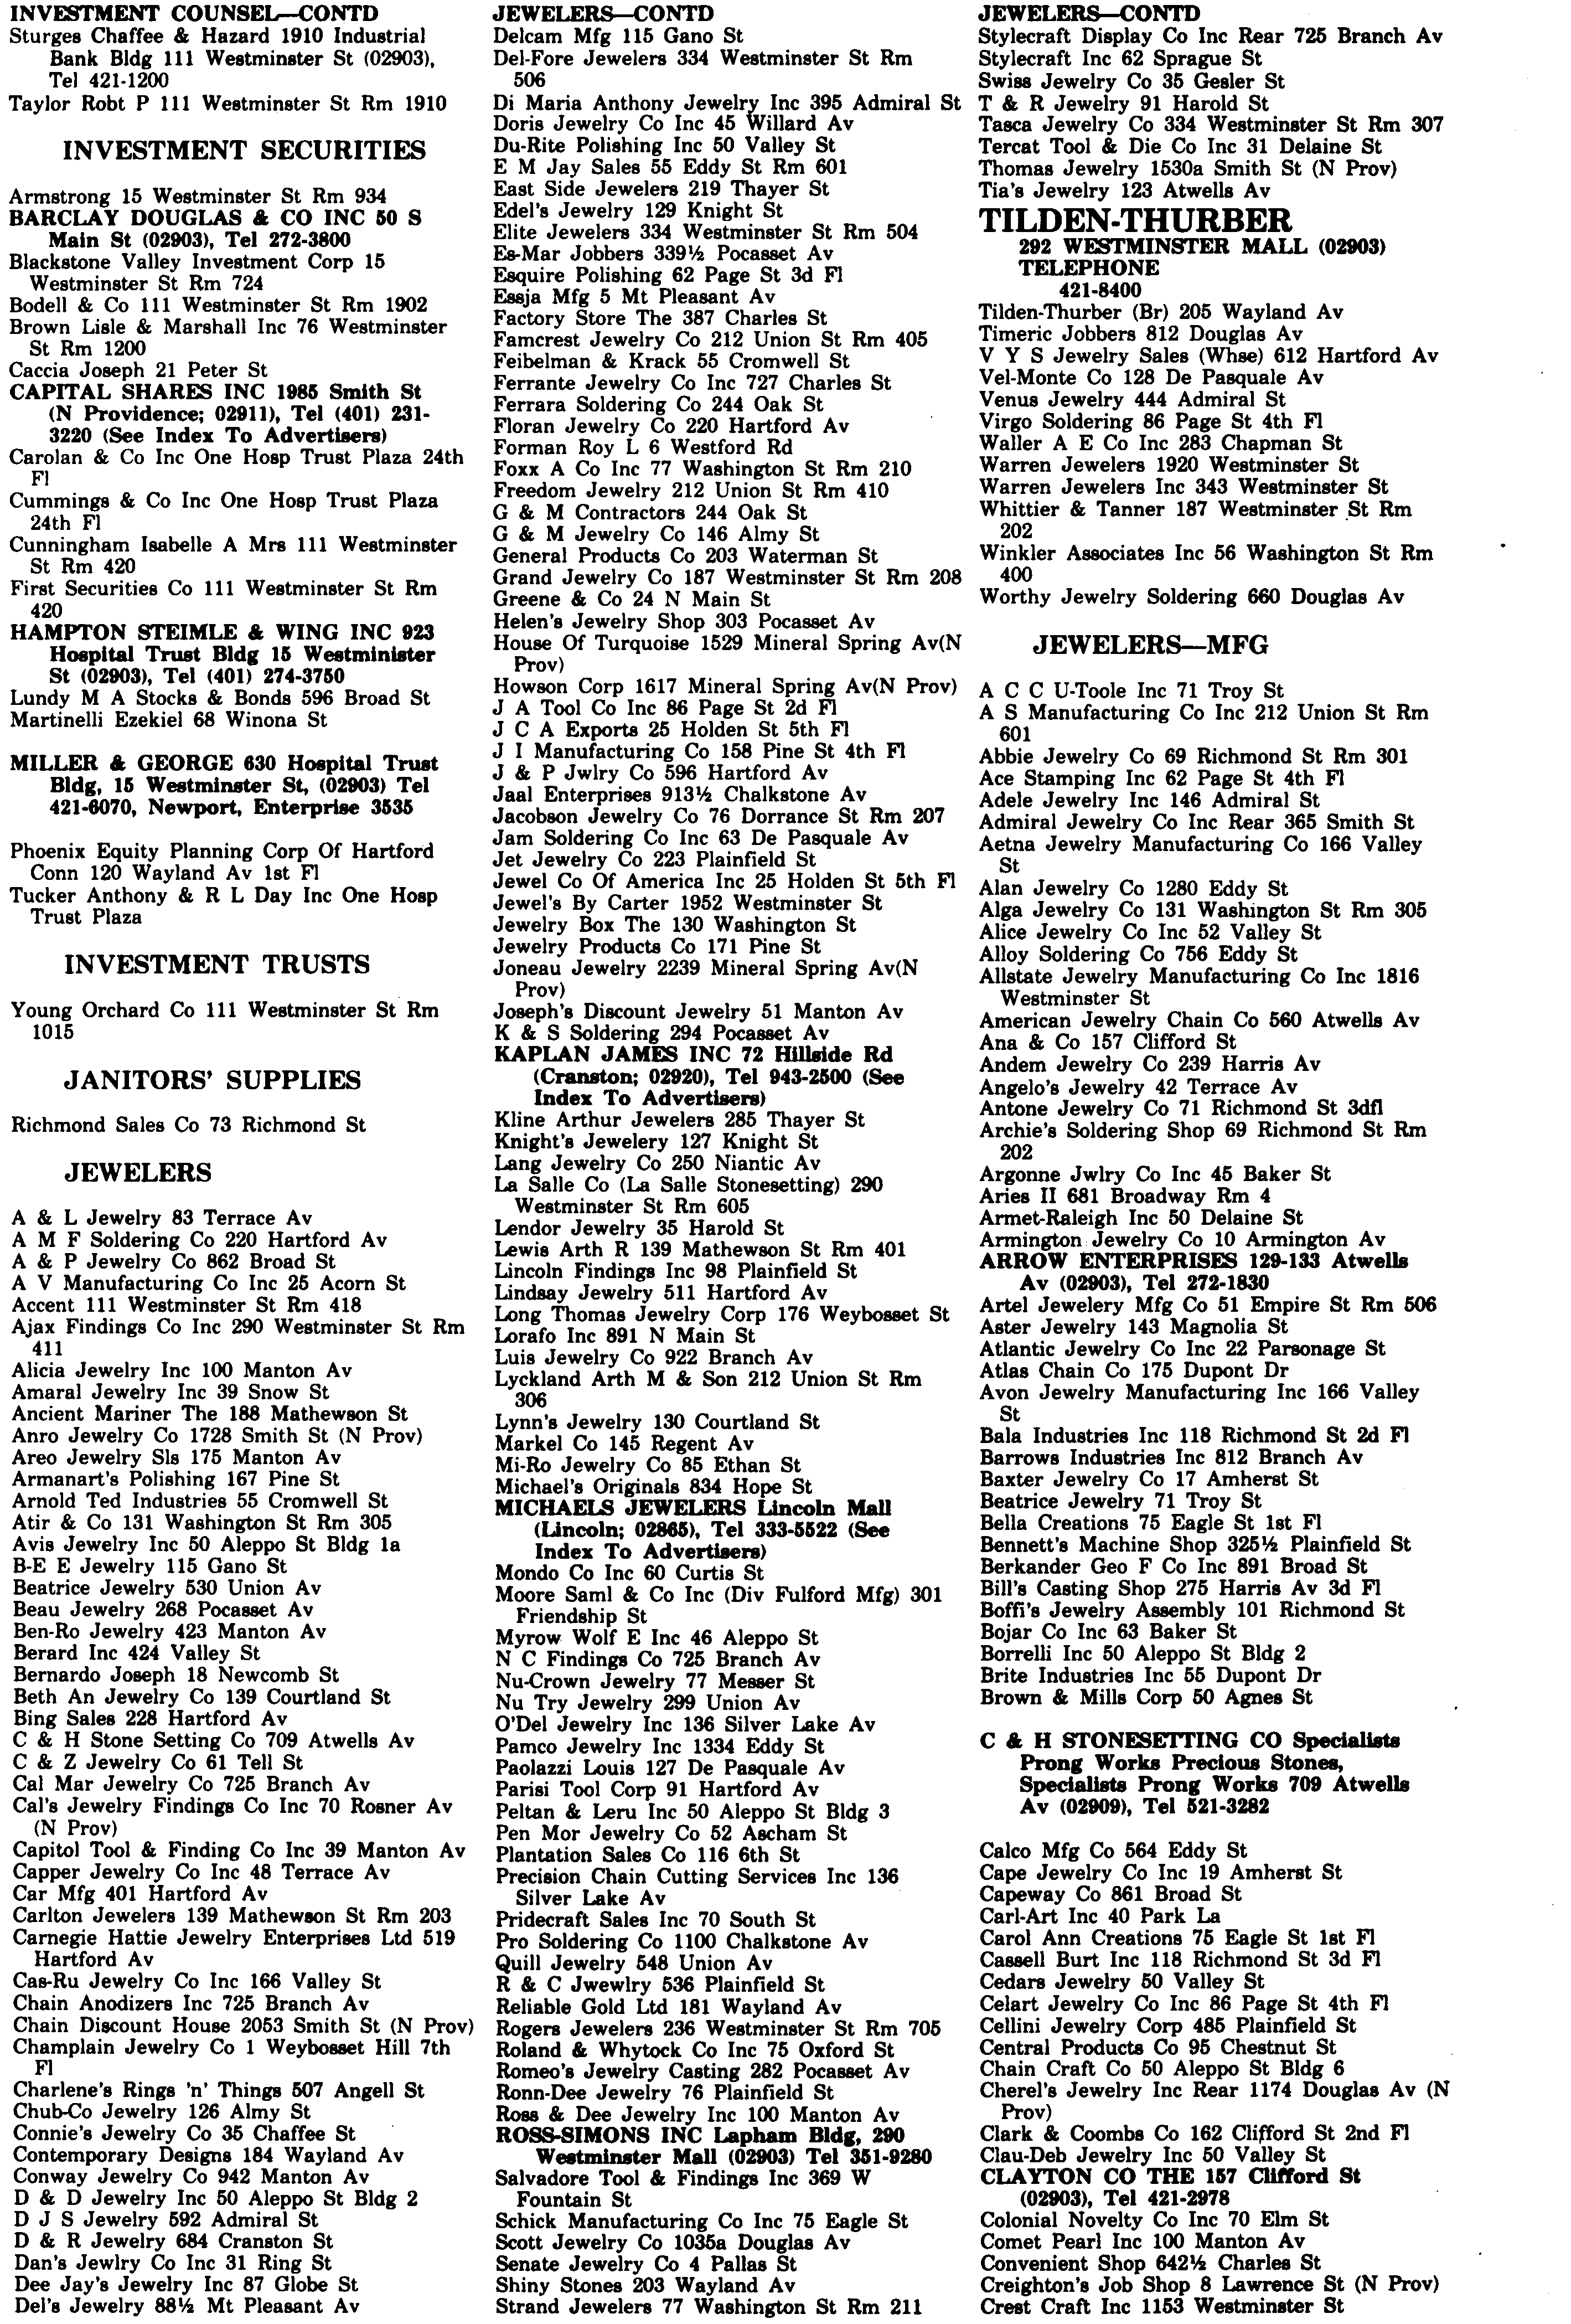 INVESTMENT COUNSEL—CONTD
Sturges Chaffee & Hazard 1910 Industrial
Bank Bldg 111 Westminster St (02903),
Tel 421-1200
Taylor Robt P 111 Westminster St Rm 1910
INVESTMENT SECURITIES
Armstrong 15 Westminster St Rm 934
BARCLAY DOUGLAS & CO INC 50 S
Main St (02903), Tel 272-3800
Blackstone Valley Investment Corp 15
Westminster St Rm 724
Bodell & Co 111 Westminster St Rm 1902
Brown Lisle & Marshall Inc 76 Westminster
St Rm 1200
Caccia Joseph 21 Peter St
CAPITAL SHARES INC 1985 Smith St
(N Providence; 02911), Tel (401) 231-
3220 (See Index To Advertisers)
Carolan & Co Inc One Hosp Trust Plaza 24th
Fl
Cummings & Co Inc One Hosp Trust Plaza
24th Fl
Cunningham Isabelle A Mrs 111 Westminster
St Rm 420
First Securities Co 111 Westminster St Rm
420
HAMPTON STEIMLE & WING INC 923
Hospital Trust Bldg 15 Westminister
St (02903), Tel (401) 274-3750
Lundy M A Stocks & Bonds 596 Broad St
Martinelli Ezekiel 68 Winona St
MILLER & GEORGE 630 Hospital Trust
Bldg, 15 Westminster St, (02903) Tel
421-6070, Newport, Enterprise 3535
Phoenix Equity Planning Corp Of Hartford
Conn 120 Wayland Av 1st Fl
Tucker Anthony & R L Day Inc One Hosp
Trust Plaza
INVESTMENT TRUSTS
Young Orchard Co 111 Westminster St Rm
1015
JANITORS' SUPPLIES
Richmond Sales Co 73 Richmond St
JEWELERS
A & L Jewelry 83 Terrace Av
A M F Soldering Co 220 Hartford Av
A & P Jewelry Co 862 Broad St
A V Manufacturing Co Inc 25 Acorn St
Accent 111 Westminster St Rm 418
Ajax Findings Co Inc 290 Westminster St Rm
411
Alicia Jewelry Inc 100 Manton Av
Amaral Jewelry Inc 39 Snow St
Ancient Mariner The 188 Mathewson St
Anro Jewelry Co 1728 Smith St (N Prov)
Areo Jewelry Sls 175 Manton Av
Armanart's Polishing 167 Pine St
Arnold Ted Industries 55 Cromwell St
Atir & Co 131 Washington St Rm 305
Avis Jewelry Inc 50 Aleppo St Bldg 1a
B-E E Jewelry 115 Gano St
Beatrice Jewelry 530 Union Av
Beau Jewelry 268 Pocasset Av
Ben-Ro Jewelry 423 Manton Av
Berard Inc 424 Valley St
Bernardo Joseph 18 Newcomb St
Beth An Jewelry Co 139 Courtland St
Bing Sales 228 Hartford Av
C & H Stone Setting Co 709 Atwells Av
C & Z Jewelry Co 61 Tell St
Cal Mar Jewelry Co 725 Branch Av
Cal's Jewelry Findings Co Inc 70 Rosner Av
(N Prov)
Capitol Tool & Finding Co Inc 39 Manton Av
Capper Jewelry Co Inc 48 Terrace Av
Car Mfg 401 Hartford Av
Carlton Jewelers 139 Mathewson St Rm 203
Carnegie Hattie Jewelry Enterprises Ltd 519
Hartford Av
Cas-Ru Jewelry Co Inc 166 Valley St
Chain Anodizers Inc 725 Branch Av
Chain Discount House 2053 Smith St (N Prov)
Champlain Jewelry Co 1 Weybosset Hill 7th
Fl
Charlene's Rings 'n' Things 507 Angell St
Chub-Co Jewelry 126 Almy St
Connie's Jewelry Co 35 Chaffee St
Contemporary Designs 184 Wayland Av
Conway Jewelry Co 942 Manton Av
D & D Jewelry Inc 50 Aleppo St Bldg 2
D J S Jewelry 592 Admiral St
D & R Jewelry 684 Cranston St
Dan's Jewlry Co Inc 31 Ring St
Dee Jay's Jewelry Inc 87 Globe St
Del's Jewelry 88½ Mt Pleasant Av
JEWELERS—CONTD
Delcam Mfg 115 Gano St
Del-Fore Jewelers 334 Westminster St Rm
506
Di Maria Anthony Jewelry Inc 395 Admiral St
Doris Jewelry Co Inc 45 Willard Av
Du-Rite Polishing Inc 50 Valley St
E M Jay Sales 55 Eddy St Rm 601
East Side Jewelers 219 Thayer St
Edel's Jewelry 129 Knight St
Elite Jewelers 334 Westminster St Rm 504
Es-Mar Jobbers 339½ Pocasset Av
Esquire Polishing 62 Page St 3d Fl
Essja Mfg 5 Mt Pleasant Av
Factory Store The 387 Charles St
Famcrest Jewelry Co 212 Union St Rm 405
Feibelman & Krack 55 Cromwell St
Ferrante Jewelry Co Inc 727 Charles St
Ferrara Soldering Co 244 Oak St
Floran Jewelry Co 220 Hartford Av
Forman Roy L 6 Westford Rd
Foxx A Co Inc 77 Washington St Rm 210
Freedom Jewelry 212 Union St Rm 410
G & M Contractors 244 Oak St
G & M Jewelry Co 146 Almy St
General Products Co 203 Waterman St
Grand Jewelry Co 187 Westminster St Rm 208
Greene & Co 24 N Main St
Helen's Jewelry Shop 303 Pocasset Av
House Of Turquoise 1529 Mineral Spring Av(N
Prov)
Howson Corp 1617 Mineral Spring Av(N Prov)
J A Tool Co Inc 86 Page St 2d Fl
J C A Exports 25 Holden St 5th Fl
J I Manufacturing Co 158 Pine St 4th Fl
J & P Jwlry Co 596 Hartford Av
Jaal Enterprises 913½ Chalkstone Av
Jacobson Jewelry Co 76 Dorrance St Rm 207
Jam Soldering Co Inc 63 De Pasquale Av
Jet Jewelry Co 223 Plainfield St
Jewel Co Of America Inc 25 Holden St 5th Fl
Jewel's By Carter 1952 Westminster St
Jewelry Box The 130 Washington St
Jewelry Products Co 171 Pine St
Joneau Jewelry 2239 Mineral Spring Av(N
Prov)
Joseph's Discount Jewelry 51 Manton Av
K & S Soldering 294 Pocasset Av
KAPLAN JAMES INC 72 Hillside Rd
(Cranston; 02920), Tel 943-2500 (See
Index To Advertisers)
Kline Arthur Jewelers 285 Thayer St
Knight's Jewelery 127 Knight St
Lang Jewelry Co 250 Niantic Av
La Salle Co (La Salle Stonesetting) 290
Westminster St Rm 605
Lendor Jewelry 35 Harold St
Lewis Arth R 139 Mathewson St Rm 401
Lincoln Findings Inc 98 Plainfield St
Lindsay Jewelry 511 Hartford Av
Long Thomas Jewelry Corp 176 Weybosset St
Lorafo Inc 891 N Main St
Luis Jewelry Co 922 Branch Av
Lyckland Arth M & Son 212 Union St Rm
306
Lynn's Jewelry 130 Courtland St
Markel Co 145 Regent Av
Mi-Ro Jewelry Co 85 Ethan St
Michael's Originals 834 Hope St
MICHAELS JEWELERS Lincoln Mall
(Lincoln; 02865), Tel 333-5522 (See
Index To Advertisers)
Mondo Co Inc 60 Curtis St
Moore Saml & Co Inc (Div Fulford Mfg) 301
Friendship St
Myrow Wolf E Inc 46 Aleppo St
N C Findings Co 725 Branch Av
Nu-Crown Jewelry 77 Messer St
Nu Try Jewelry 299 Union Av
O'Del Jewelry Inc 136 Silver Lake Av
Pamco Jewelry Inc 1334 Eddy St
Paolazzi Louis 127 De Pasquale Av
Parisi Tool Corp 91 Hartford Av
Peltan & Leru Inc 50 Aleppo St Bldg 3
Pen Mor Jewelry Co 52 Ascham St
Plantation Sales Co 116 6th St
Precision Chain Cutting Services Inc 136
Silver Lake Av
Pridecraft Sales Inc 70 South St
Pro Soldering Co 1100 Chalkstone Av
Quill Jewelry 548 Union Av
R & C Jwewlry 536 Plainfield St
Reliable Gold Ltd 181 Wayland Av
Rogers Jewelers 236 Westminster St Rm 705
Roland & Whytock Co Inc 75 Oxford St
Romeo's Jewelry Casting 282 Pocasset Av
Ronn-Dee Jewelry 76 Plainfield St
Ross & Dee Jewelry Inc 100 Manton Av
ROSS-SIMONS INC Lapham Bldg, 290
Westminster Mall (02903) Tel 351-9280
Salvadore Tool & Findings Inc 369 W
Fountain St
Schick Manufacturing Co Inc 75 Eagle St
Scott Jewelry Co 1035a Douglas Av
Senate Jewelry Co 4 Pallas St
Shiny Stones 203 Wayland Av
Strand Jewelers 77 Washington St Rm 211
JEWELERS—CONTD
Stylecraft Display Co Inc Rear 725 Branch Av
Stylecraft Inc 62 Sprague St
Swiss Jewelry Co 35 Gesler St
T & R Jewelry 91 Harold St
Tasca Jewelry Co 334 Westminster St Rm 307
Tercat Tool & Die Co Inc 31 Delaine St
Thomas Jewelry 1530a Smith St (N Prov)
Tia's Jewelry 123 Atwells Av
TILDEN-THURBER
292 WESTMINSTER MALL (02903)
TELEPHONE
421-8400
Tilden-Thurber (Br) 205 Wayland Av
Timeric Jobbers 812 Douglas Av
V Y S Jewelry Sales (Whse) 612 Hartford Av
Vel-Monte Co 128 De Pasquale Av
Venus Jewelry 444 Admiral St
Virgo Soldering 86 Page St 4th Fl
Waller A E Co Inc 283 Chapman St
Warren Jewelers 1920 Westminster St
Warren Jewelers Inc 343 Westminster St
Whittier & Tanner 187 Westminster St Rm
202
Winkler Associates Inc 56 Washington St Rm
400
Worthy Jewelry Soldering 660 Douglas Av
JEWELERS—MFG
A C C U-Toole Inc 71 Troy St
A S Manufacturing Co Inc 212 Union St Rm
601
Abbie Jewelry Co 69 Richmond St Rm 301
Ace Stamping Inc 62 Page St 4th Fl
Adele Jewelry Inc 146 Admiral St
Admiral Jewelry Co Inc Rear 365 Smith St
Aetna Jewelry Manufacturing Co 166 Valley
St
Alan Jewelry Co 1280 Eddy St
Alga Jewelry Co 131 Washington St Rm 305
Alice Jewelry Co Inc 52 Valley St
Alloy Soldering Co 756 Eddy St
Allstate Jewelry Manufacturing Co Inc 1816
Westminster St
American Jewelry Chain Co 560 Atwells Av
Ana & Co 157 Clifford St
Andem Jewelry Co 239 Harris Av
Angelo's Jewelry 42 Terrace Av
Antone Jewelry Co 71 Richmond St 3dfl
Archie's Soldering Shop 69 Richmond St Rm
202
Argonne Jwlry Co Inc 45 Baker St
Aries II 681 Broadway Rm 4
Armet-Raleigh Inc 50 Delaine St
Armington Jewelry Co 10 Armington Av
ARROW ENTERPRISES 129-133 Atwells
Av (02903), Tel 272-1830
Artel Jewelery Mfg Co 51 Empire St Rm 506
Aster Jewelry 143 Magnolia St
Atlantic Jewelry Co Inc 22 Parsonage St
Atlas Chain Co 175 Dupont Dr
Avon Jewelry Manufacturing Inc 166 Valley
St
Bala Industries Inc 118 Richmond St 2d Fl
Barrows Industries Inc 812 Branch Av
Baxter Jewelry Co 17 Amherst St
Beatrice Jewelry 71 Troy St
Bella Creations 75 Eagle St 1st Fl
Bennett's Machine Shop 325½ Plainfield St
Berkander Geo F Co Inc 891 Broad St
Bill's Casting Shop 275 Harris Av 3d Fl
Boffi's Jewelry Assembly 101 Richmond St
Bojar Co Inc 63 Baker St
Borrelli Inc 50 Aleppo St Bldg 2
Brite Industries Inc 55 Dupont Dr
Brown & Mills Corp 50 Agnes St
C & H STONESETTING CO Specialists
Prong Works Precious Stones,
Specialists Prong Works 709 Atwells
Av (02909), Tel 521-3282
Calco Mfg Co 564 Eddy St
Cape Jewelry Co Inc 19 Amherst St
Capeway Co 861 Broad St
Carl-Art Inc 40 Park La
Carol Ann Creations 75 Eagle St 1st Fl
Cassell Burt Inc 118 Richmond St 3d Fl
Cedars Jewelry 50 Valley St
Celart Jewelry Co Inc 86 Page St 4th Fl
Cellini Jewelry Corp 485 Plainfield St
Central Products Co 95 Chestnut St
Chain Craft Co 50 Aleppo St Bldg 6
Cherel's Jewelry Inc Rear 1174 Douglas Av (N
Prov)
Clark & Coombs Co 162 Clifford St 2nd Fl
Clau-Deb Jewelry Inc 50 Valley St
CLAYTON CO THE 157 Clifford St
(02903), Tel 421-2978
Colonial Novelty Co Inc 70 Elm St
Comet Pearl Inc 100 Manton Av
Convenient Shop 642½ Charles St
Creighton's Job Shop 8 Lawrence St (N Prov)
Crest Craft Inc 1153 Westminster St